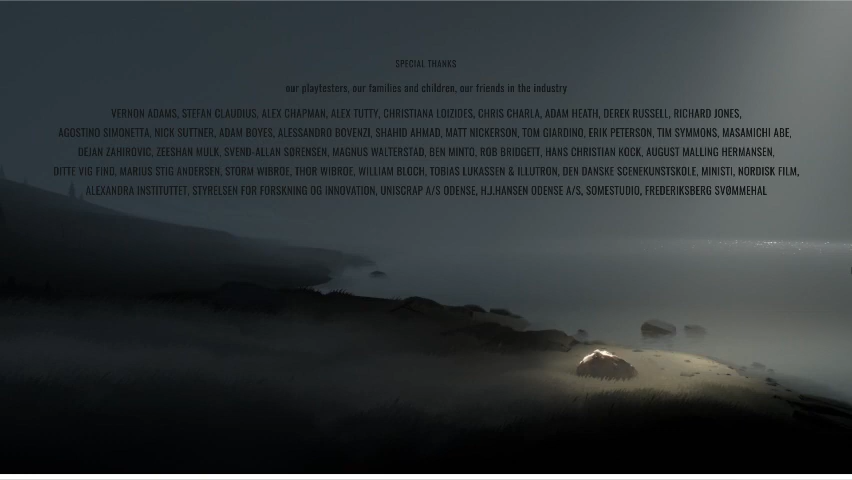 SPECIAL THANKS
our playtesters, our families and children, our friends in the industry
VERNON ADAMS, STEFAN CLAUDIUS, ALEX CHAPMAN, ALEX TUTTY, CHRISTIANA LOIZIDES, CHRIS CHARLA, ADAM HEATH, DEREK RUSSELL, RICHARD JONES,
AGOSTINO SIMONETTA, NICK SUTTNER, ADAM BOYES, ALESSANDRO BOVENZI, SHAHID AHMAD, MATT NICKERSON, TOM GIARDINO, ERIK PETERSON, TIM SYMMONS, MASAMICHI ABE,
DEJAN ZAHIROVIC, ZEESHAN MULK, SVEND-ALLAN SØRENSEN, MAGNUS WALTERSTAD, BEN MINTO, ROB BRIDGETT, HANS CHRISTIAN KOCK, AUGUST MALLING HERMANSEN,
DITTE VIG FIND, MARIUS STIG ANDERSEN, STORM WIBROE, THOR WIBROE, WILLIAM BLOCH, TOBIAS LUKASSEN & ILLUTRON, DEN DANSKE SCENEKUNSTSKOLE, MINISTI, NORDISK FILM,
ALEXANDRA INSTITUTTET, STYRELSEN FOR FORSKNING OG INNOVATION, UNISCRAP A/S ODENSE, H.J.HANSEN ODENSE A/S, SOMESTUDIO, FREDERIKSBERG SVØMMEHAL